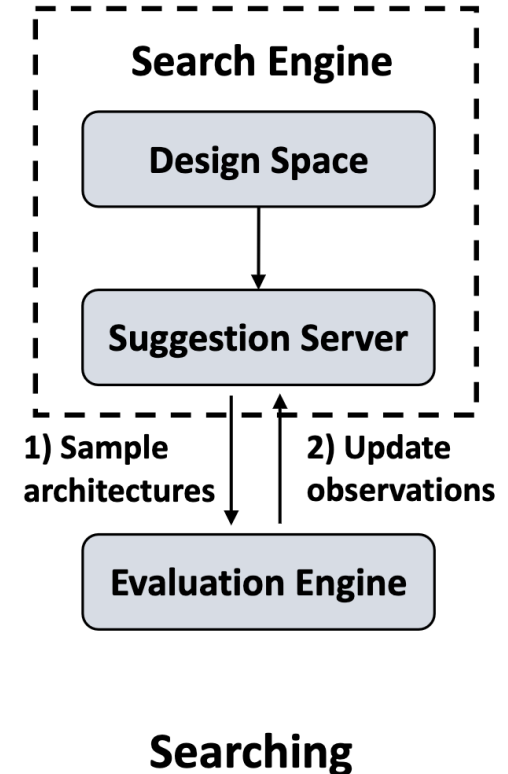 Search Engine
Design Space
Suggestion Server
1) Sample
architectures
2) Update
observations
Evaluation Engine
Searching